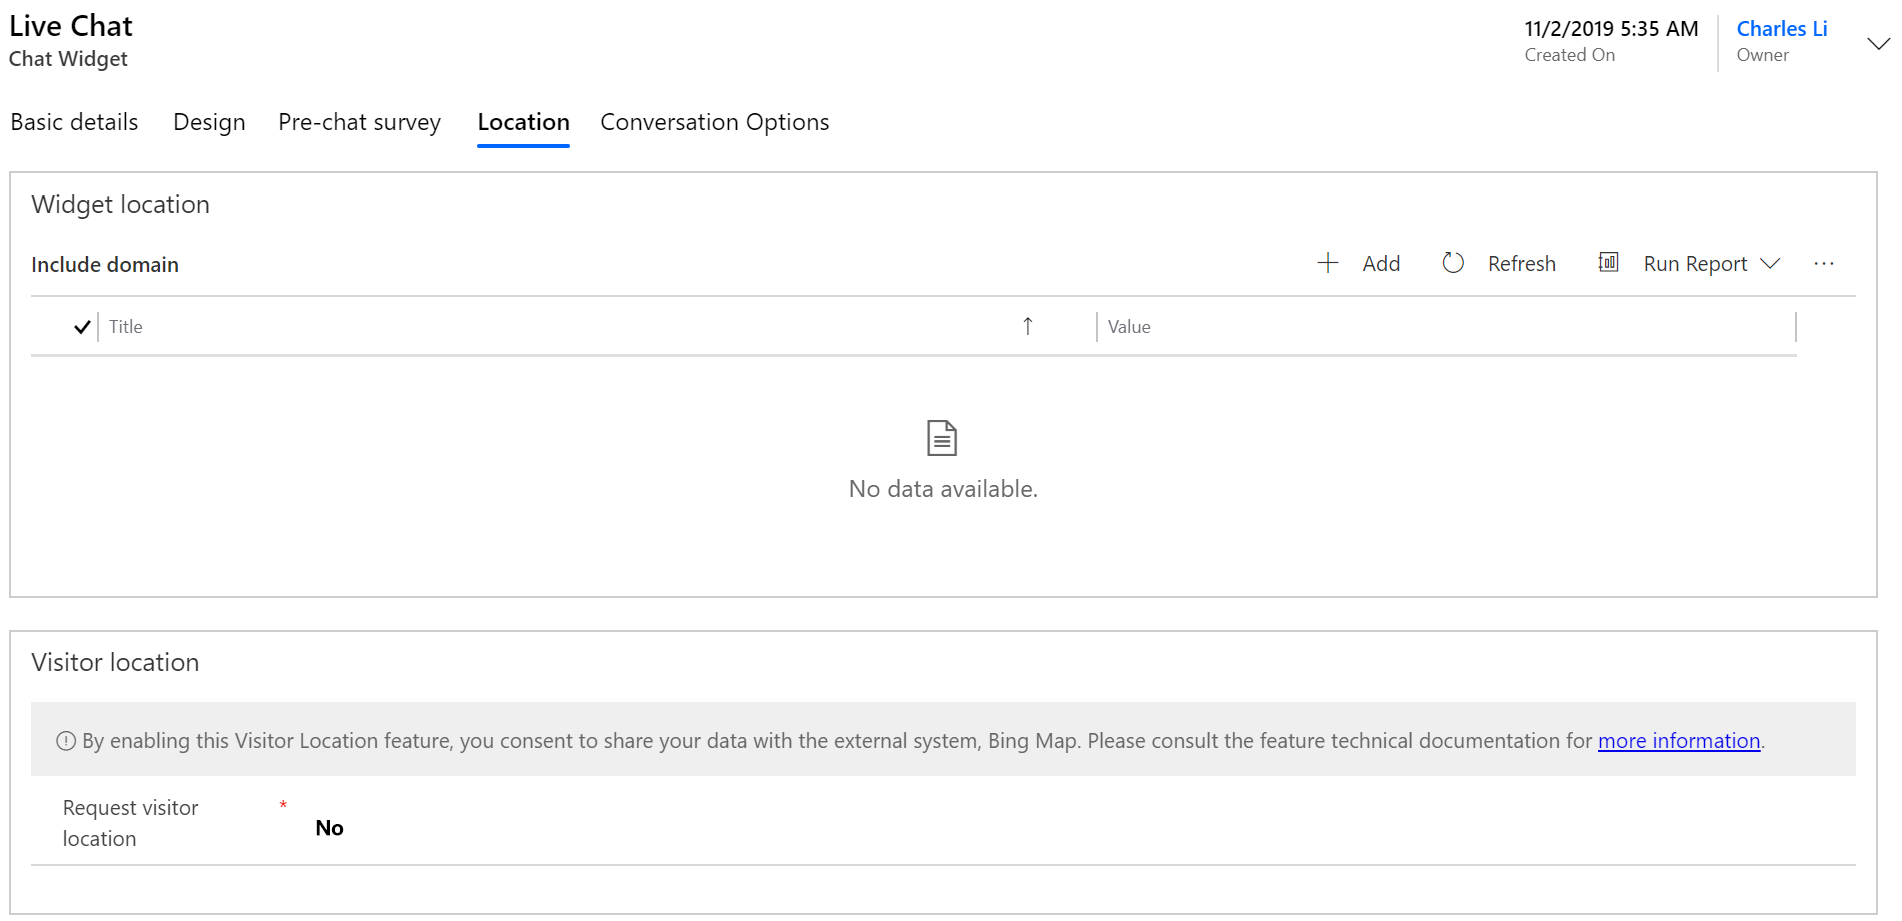 Live Chat
Chat Widget
11/2/2019 5:35 AM
Created On
Charles Li
Owner
Basic details Design Pre-chat survey Location Conversation Options
Widget location
Include domain
Add Refresh Run Report ...
Title Value
No data available.
Visitor location
By enabling this Visitor Location feature, you consent to share your data with the external system, Bing Map. Please consult the feature technical documentation for more information.
Request visitor *
location
No